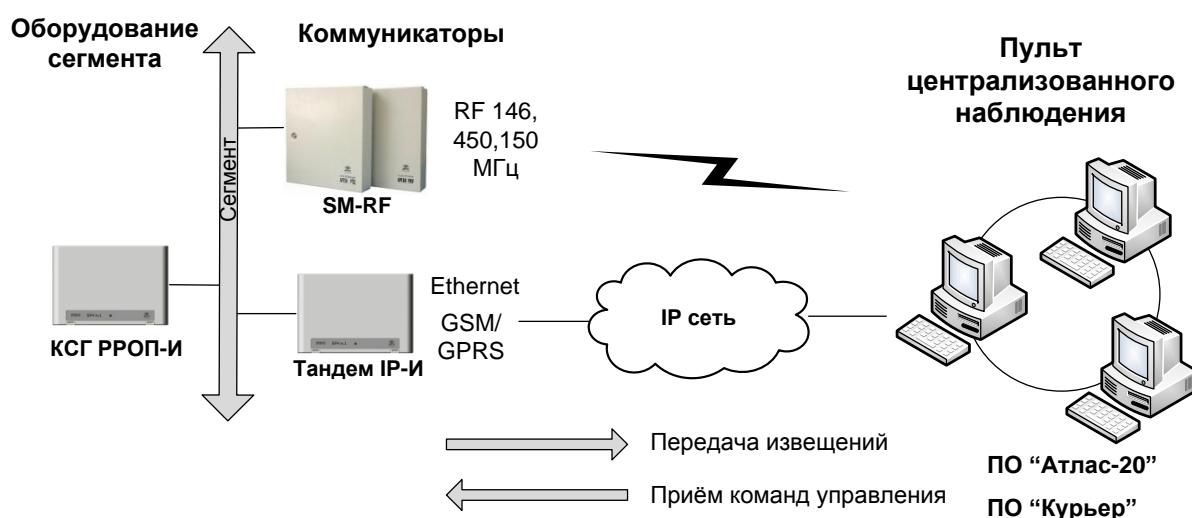 Оборудование
сегмента
Коммуникаторы
Пульт
централизованного
наблюдения
Сегмент
RF 146,
450,150
МГц
SM-RF
КСГ РРОП-И
Ethernet
GSM/
GPRS
Тандем IP-И
IP сеть
Передача извещений
Приём команд управления
ПО “Атлас-20”
ПО “Курьер”